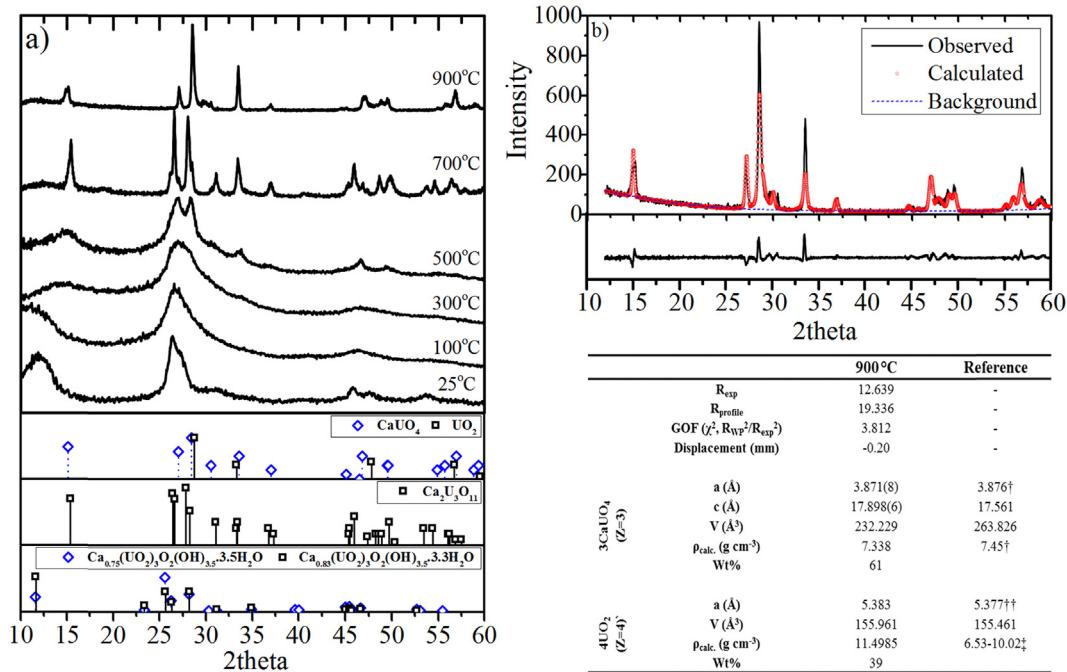 a)
900°C
700°C
500°C
300°C
100°C
25°C
CaUO4 UO2
Ca2U3O11
Ca0.75(UO2)3O2(OH)3.5.3.5H2O Ca0.83(UO2)3O2(OH)3.5.3.3H2O
10 15 20 25 30 35 40 45 50 55 60
2theta
b)
1000
800
600
400
200
0
Intensity
Observed
Calculated
Background
10 15 20 25 30 35 40 45 50 55 60
2theta
900°C Reference
Rexp 12.639 -
Rprofile 19.336 -
GOF (χ2, RWP2/Rexp2) 3.812 -
Displacement (mm) -0.20 -
3CaUO4 (Z=3)
a (Å) 3.871(8) 3.876†
c (Å) 17.898(6) 17.561
V (Å3) 232.229 263.826
ρcalc. (g cm-3) 7.338 7.45†
Wt% 61
4UO2 (Z=4)
a (Å) 5.383 5.377††
V (Å3) 155.961 155.461
ρcalc. (g cm-3) 11.4985 6.53-10.02‡
Wt% 39